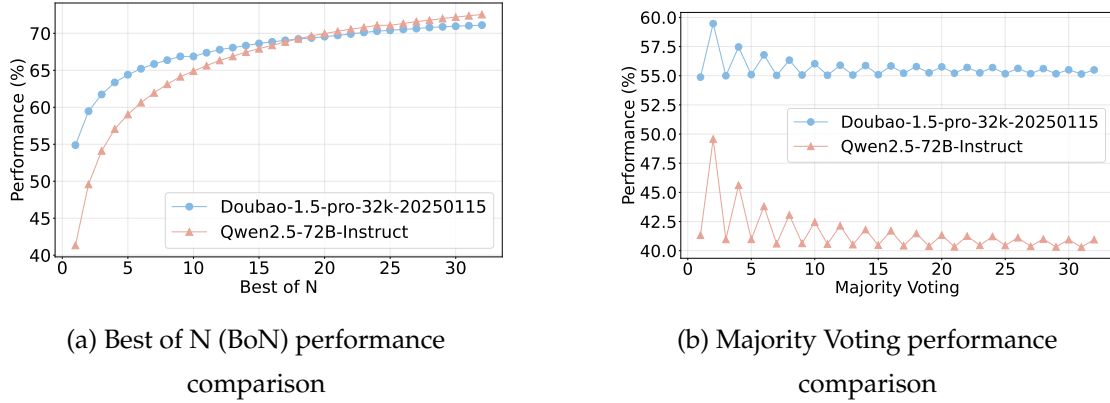 Performance (%)
70
65
60
55
50
45
40
0 5 10 15 20 25 30
Best of N
Doubao-1.5-pro-32k-20250115
Qwen2.5-72B-Instruct
(a) Best of N (BoN) performance
comparison
Performance (%)
60.0
57.5
55.0
52.5
50.0
47.5
45.0
42.5
40.0
0 5 10 15 20 25 30
Majority Voting
Doubao-1.5-pro-32k-20250115
Qwen2.5-72B-Instruct
(b) Majority Voting performance
comparison